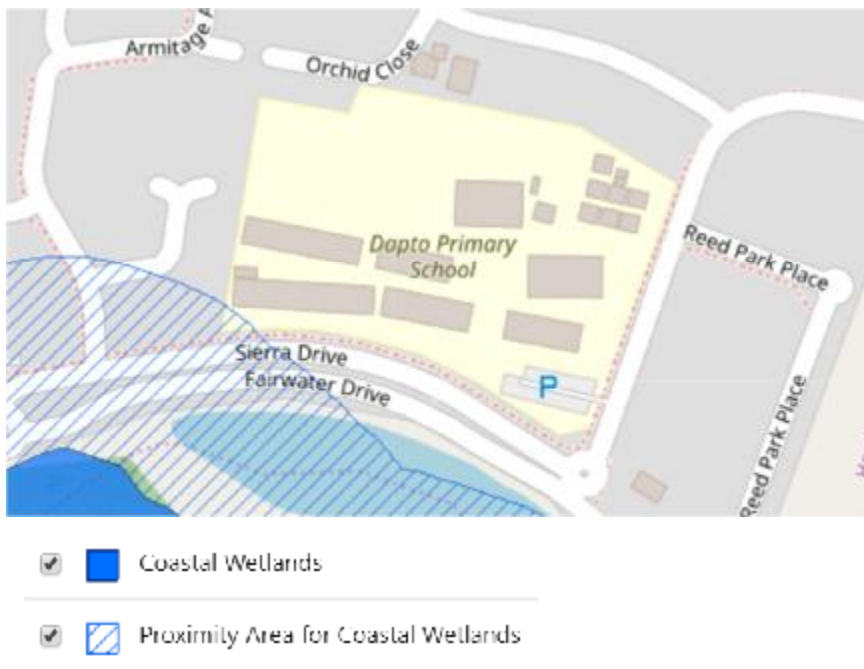 Armitage A
Orchid Close
Dapto Primary
School
Reed Park Place
Sierra Drive
Fairwater Drive
P
Reed Park Place
Coastal Wetlands
Proximity Area for Coastal Wetlands